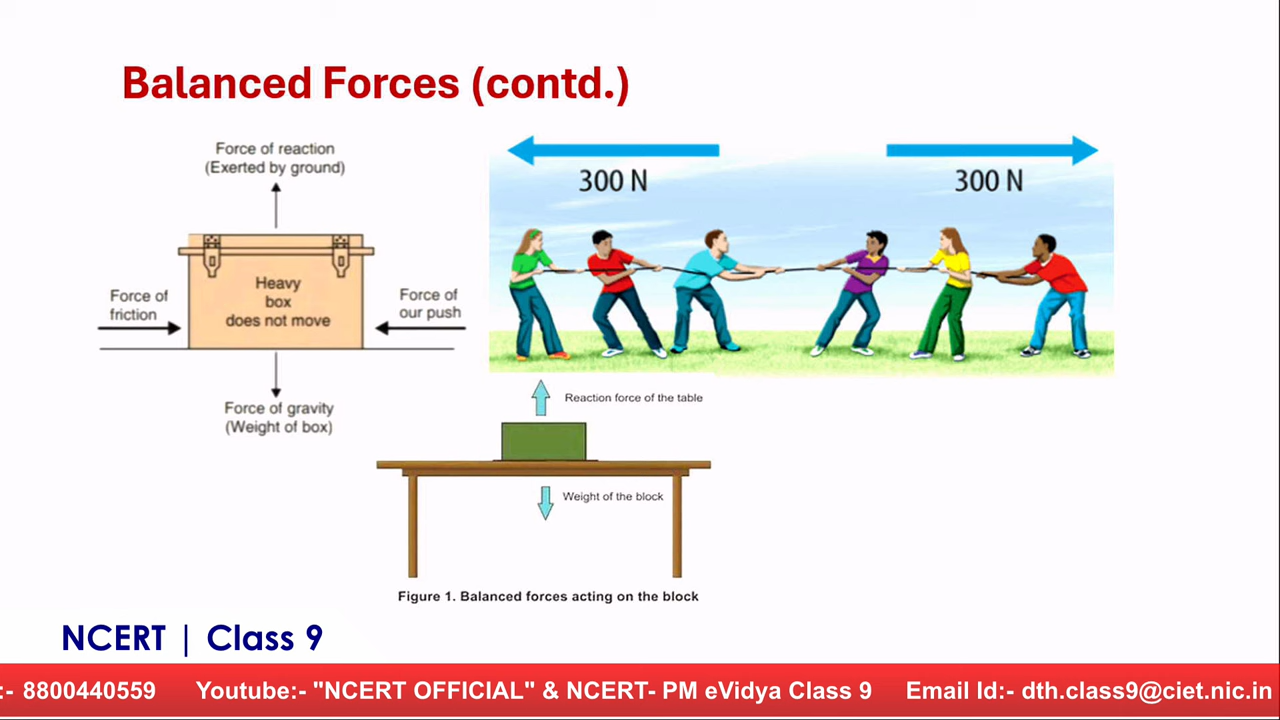 Balanced Forces (contd.)
Force of reaction
(Exerted by ground)
Heavy
box
does not move
Force of
friction
Force of
our push
Force of gravity
(Weight of box)
300 N
300 N
Reaction force of the table
Weight of the block
Figure 1. Balanced forces acting on the block
NCERT | Class 9
:- 8800440559 Youtube:- "NCERT OFFICIAL" & NCERT- PM eVidya Class 9 Email Id:- dth.class9@ciet.nic.in